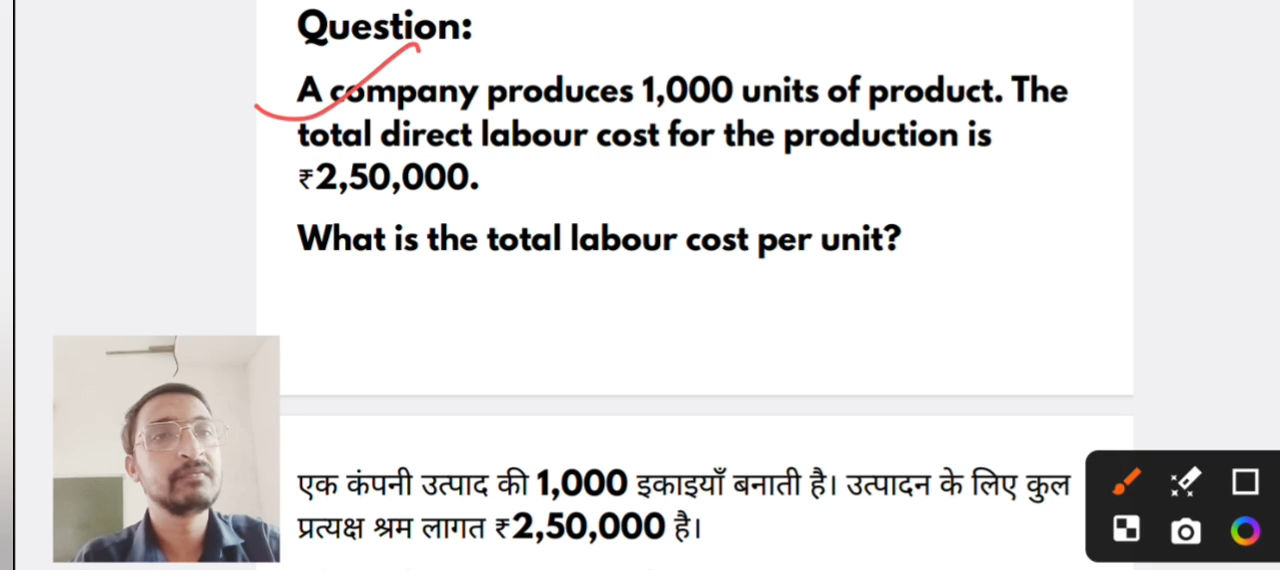 Question:
A company produces 1,000 units of product. The
total direct labour cost for the production is
₹2,50,000.
What is the total labour cost per unit?
एक कंपनी उत्पाद की 1,000 इकाइयाँ बनाती है। उत्पादन के लिए कुल
प्रत्यक्ष श्रम लागत ₹2,50,000 है।